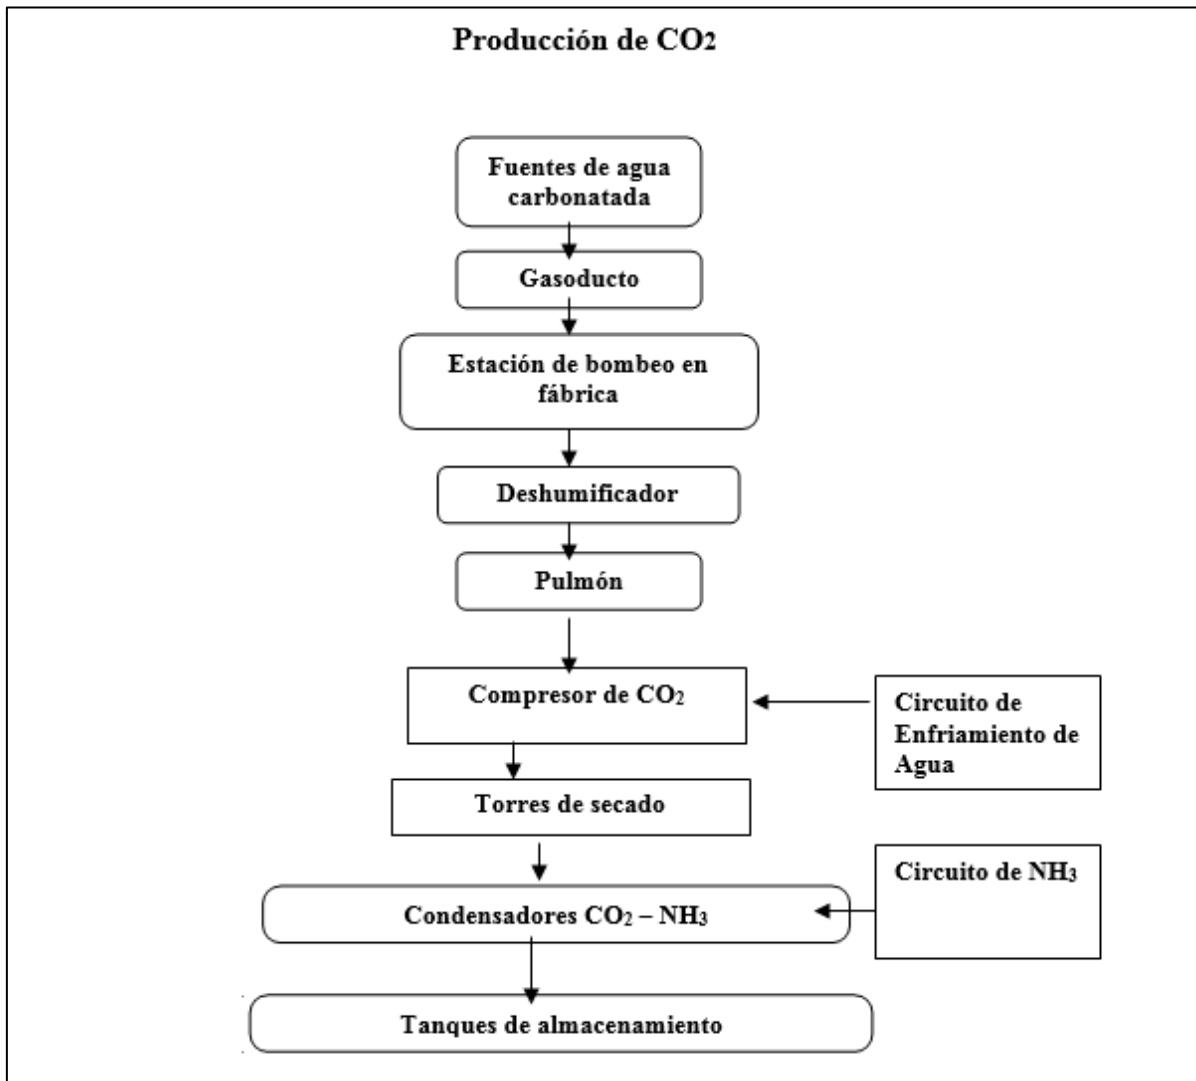 Producción de CO2
Fuentes de agua
carbonatada
Gasoducto
Estación de bombeo en
fábrica
Deshumificador
Pulmón
Compresor de CO2
Circuito de
Enfriamiento de
Agua
Torres de secado
Circuito de NH3
Condensadores CO2 – NH3
Tanques de almacenamiento